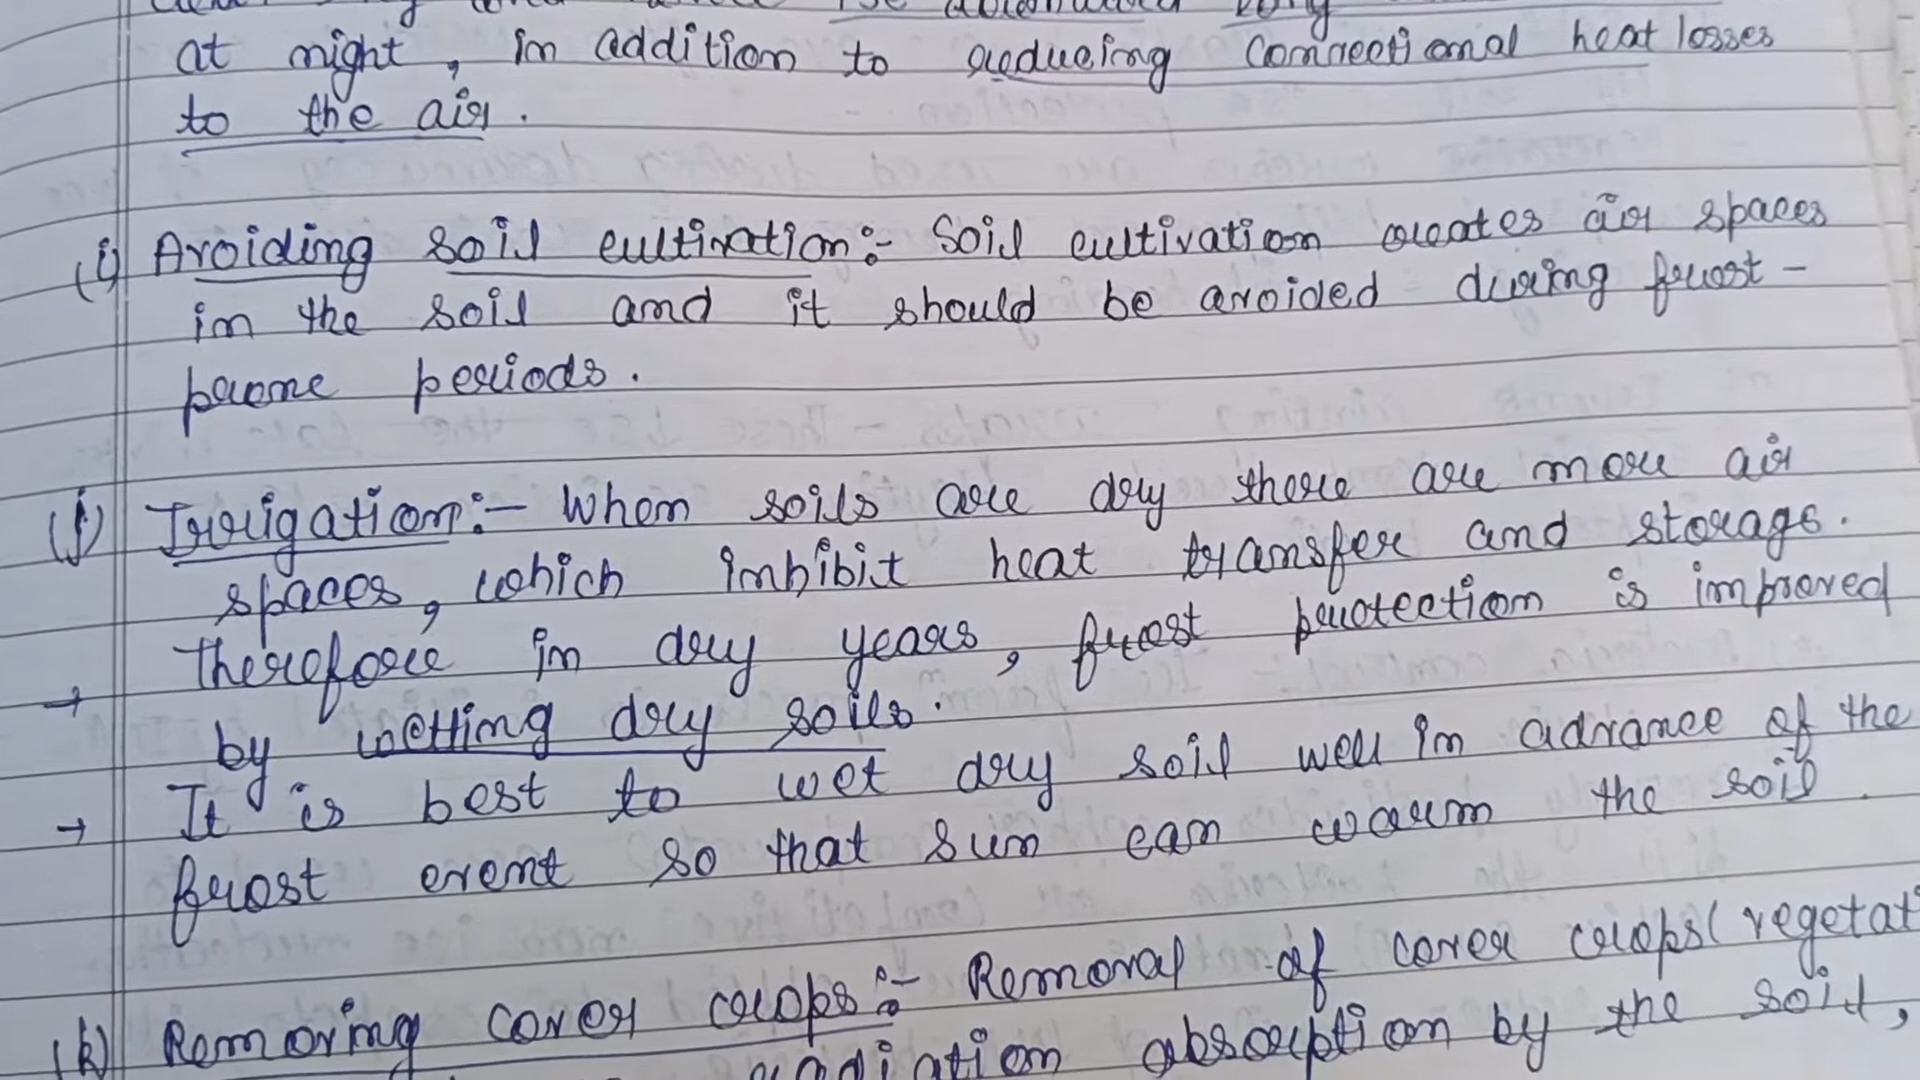 at night, in addition to reducing connectional heat losses
to the air.
(i) Avoiding soil cultivation:- Soil cultivation creates air spaces
in the soil and it should be avoided during frost-
prone periods.
(j) Irrigation:- When soils are dry there are more air
spaces, which inhibit heat transfer and storage.
→ therefore in dry years, frost protection is improved
by wetting dry soils.
→ It is best to wet dry soil well in advance of the
frost event so that sun can warm the soil.
(k) Removing cover crops:- Removal of cover crops (vegetat
radiation absorption by the soil,